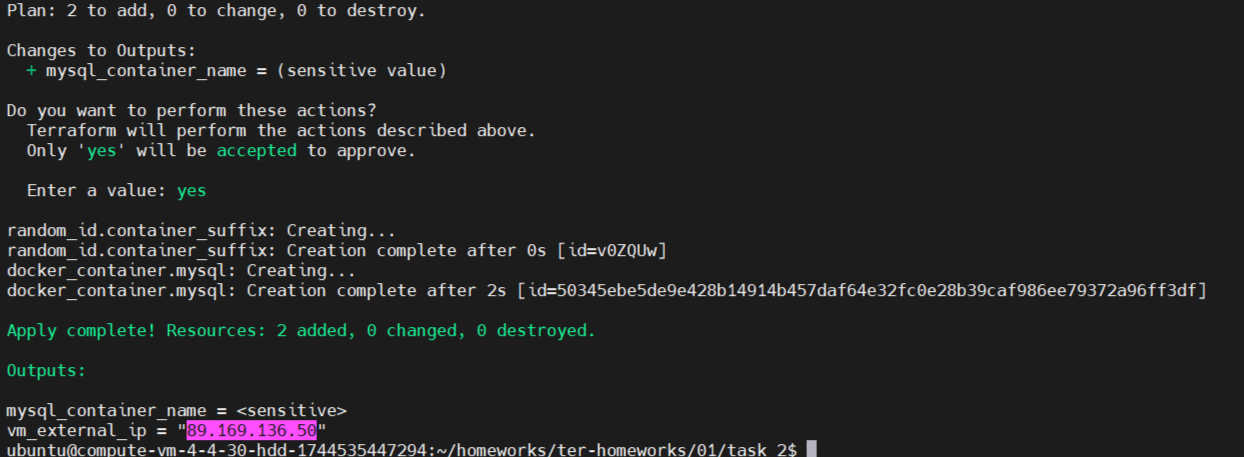 Plan: 2 to add, 0 to change, 0 to destroy.
Changes to Outputs:
+ mysql_container_name = (sensitive value)
Do you want to perform these actions?
Terraform will perform the actions described above.
Only 'yes' will be accepted to approve.
Enter a value: yes
random_id.container_suffix: Creating...
random_id.container_suffix: Creation complete after 0s [id=v0ZQUw]
docker_container.mysql: Creating...
docker_container.mysql: Creation complete after 2s [id=50345ebe5de9e428b14914b457daf64e32fc0e28b39caf986ee79372a96ff3df]
Apply complete! Resources: 2 added, 0 changed, 0 destroyed.
Outputs:
mysql_container_name = <sensitive>
vm_external_ip = "89.169.136.50"
ubuntu@compute-vm-4-4-30-hdd-1744535447294:~/homeworks/ter-homeworks/01/task_2$